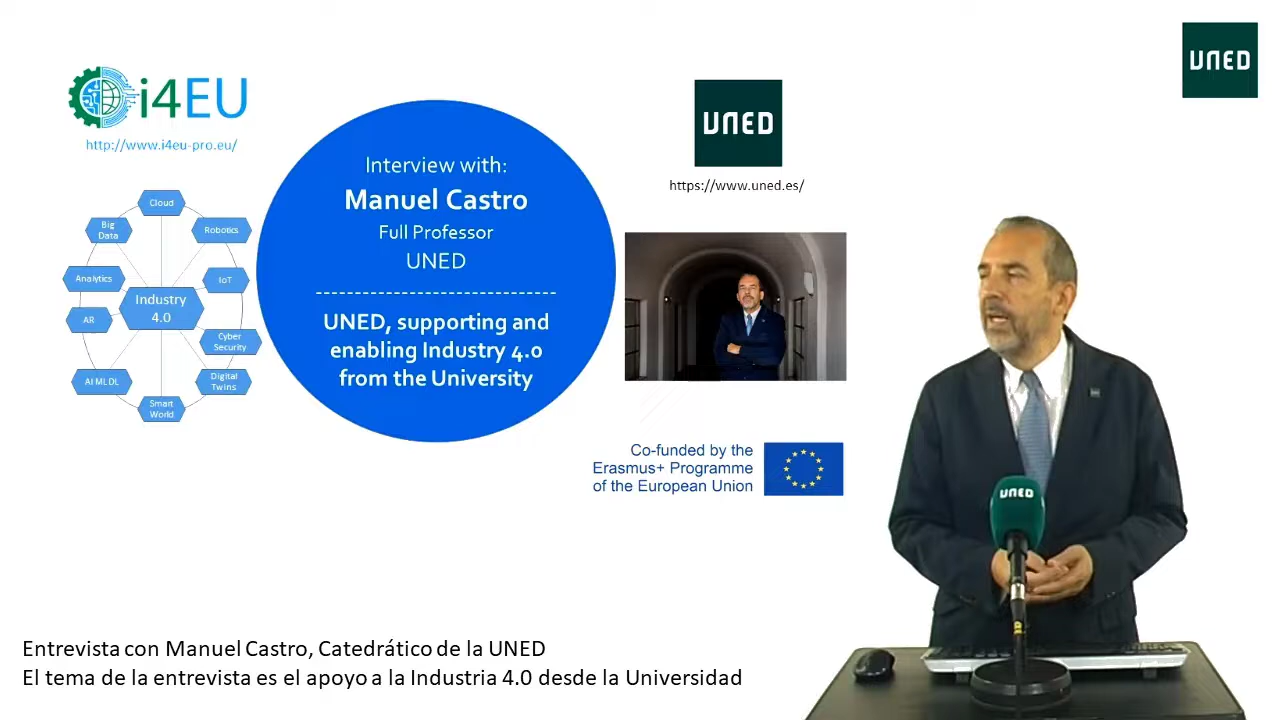 i4EU
http://www.i4eu-pro.eu/
Cloud
Big
Data
Robotics
Analytics
IoT
Industry
4.0
AR
Cyber
Security
AI ML DL
Digital
Twins
Smart
World
Interview with:
Manuel Castro
Full Professor
UNED
------------------------------
UNED, supporting and
enabling Industry 4.0
from the University
UNED
https://www.uned.es/
Co-funded by the
Erasmus+ Programme
of the European Union
UNED
UNED
Entrevista con Manuel Castro, Catedrático de la UNED
El tema de la entrevista es el apoyo a la Industria 4.0 desde la Universidad